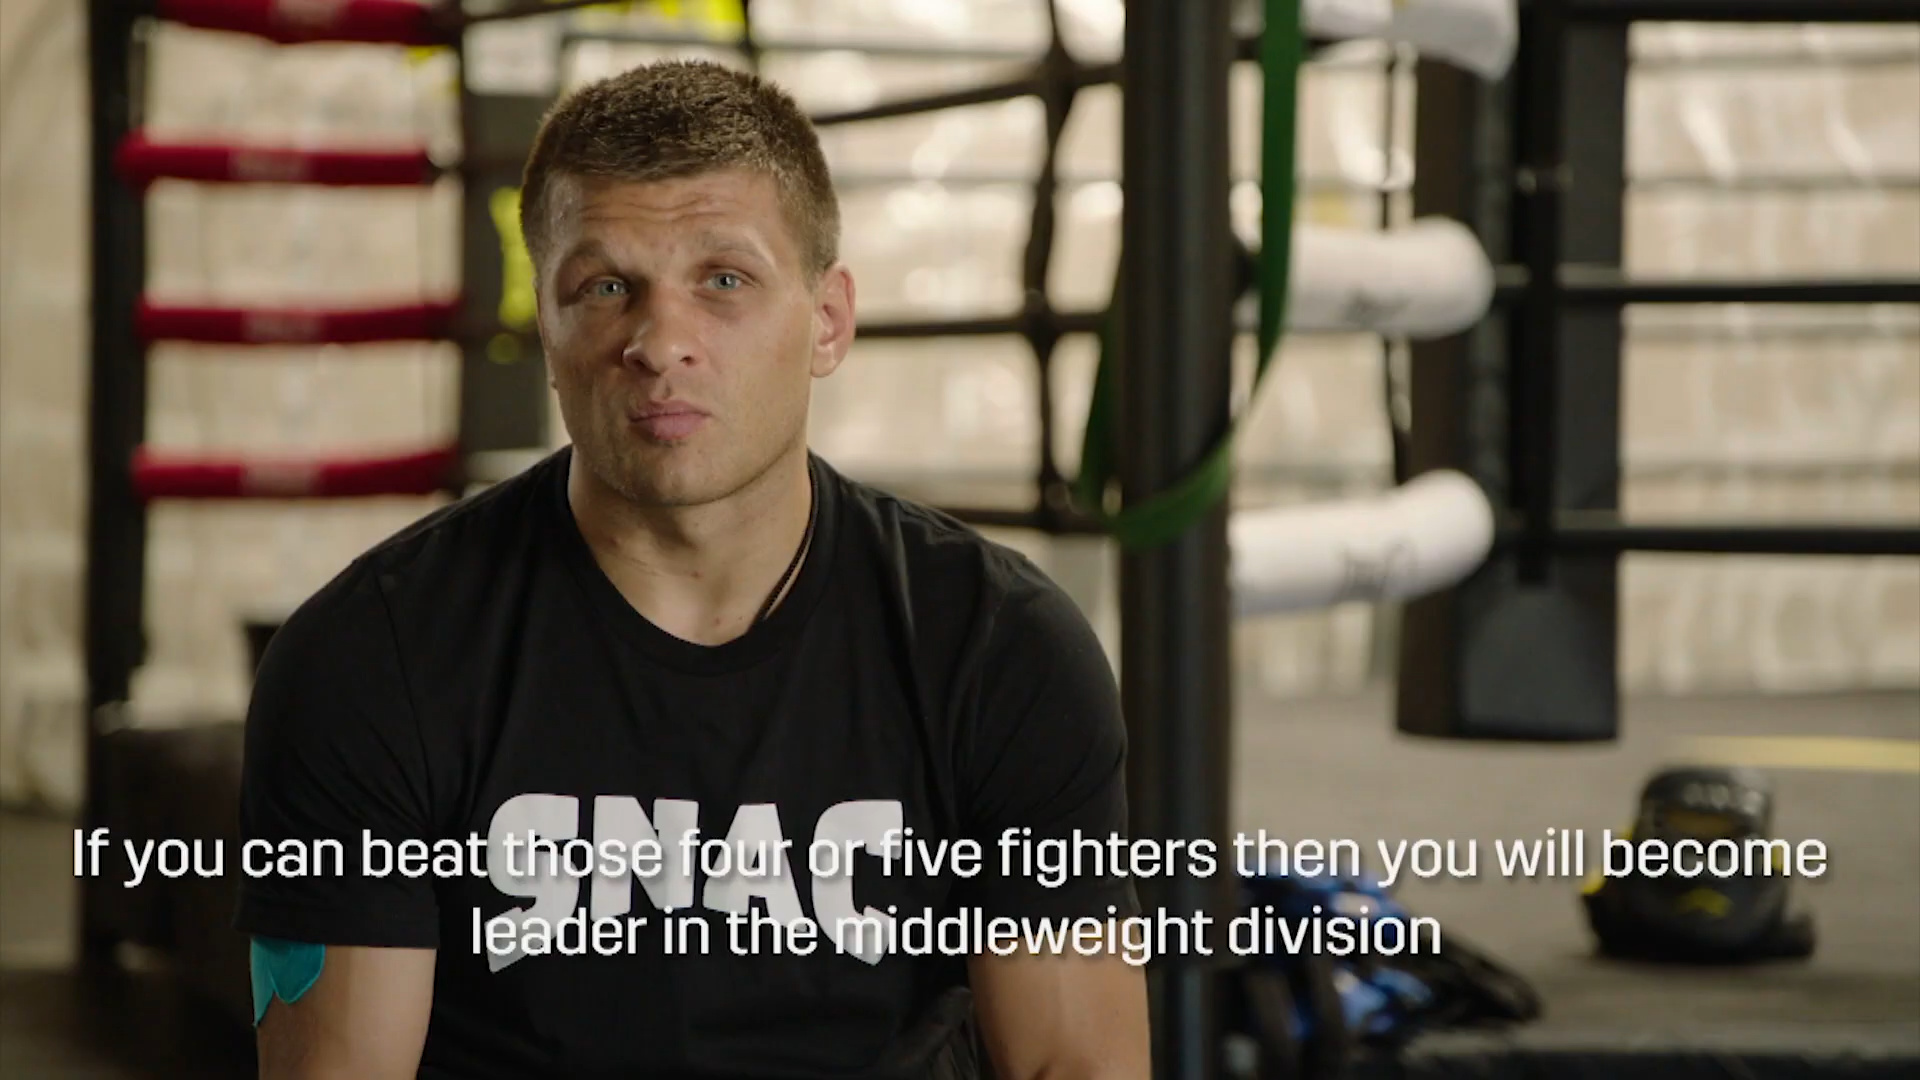 SNAC
If you can beat those four or five fighters then you will become
leader in the middleweight division